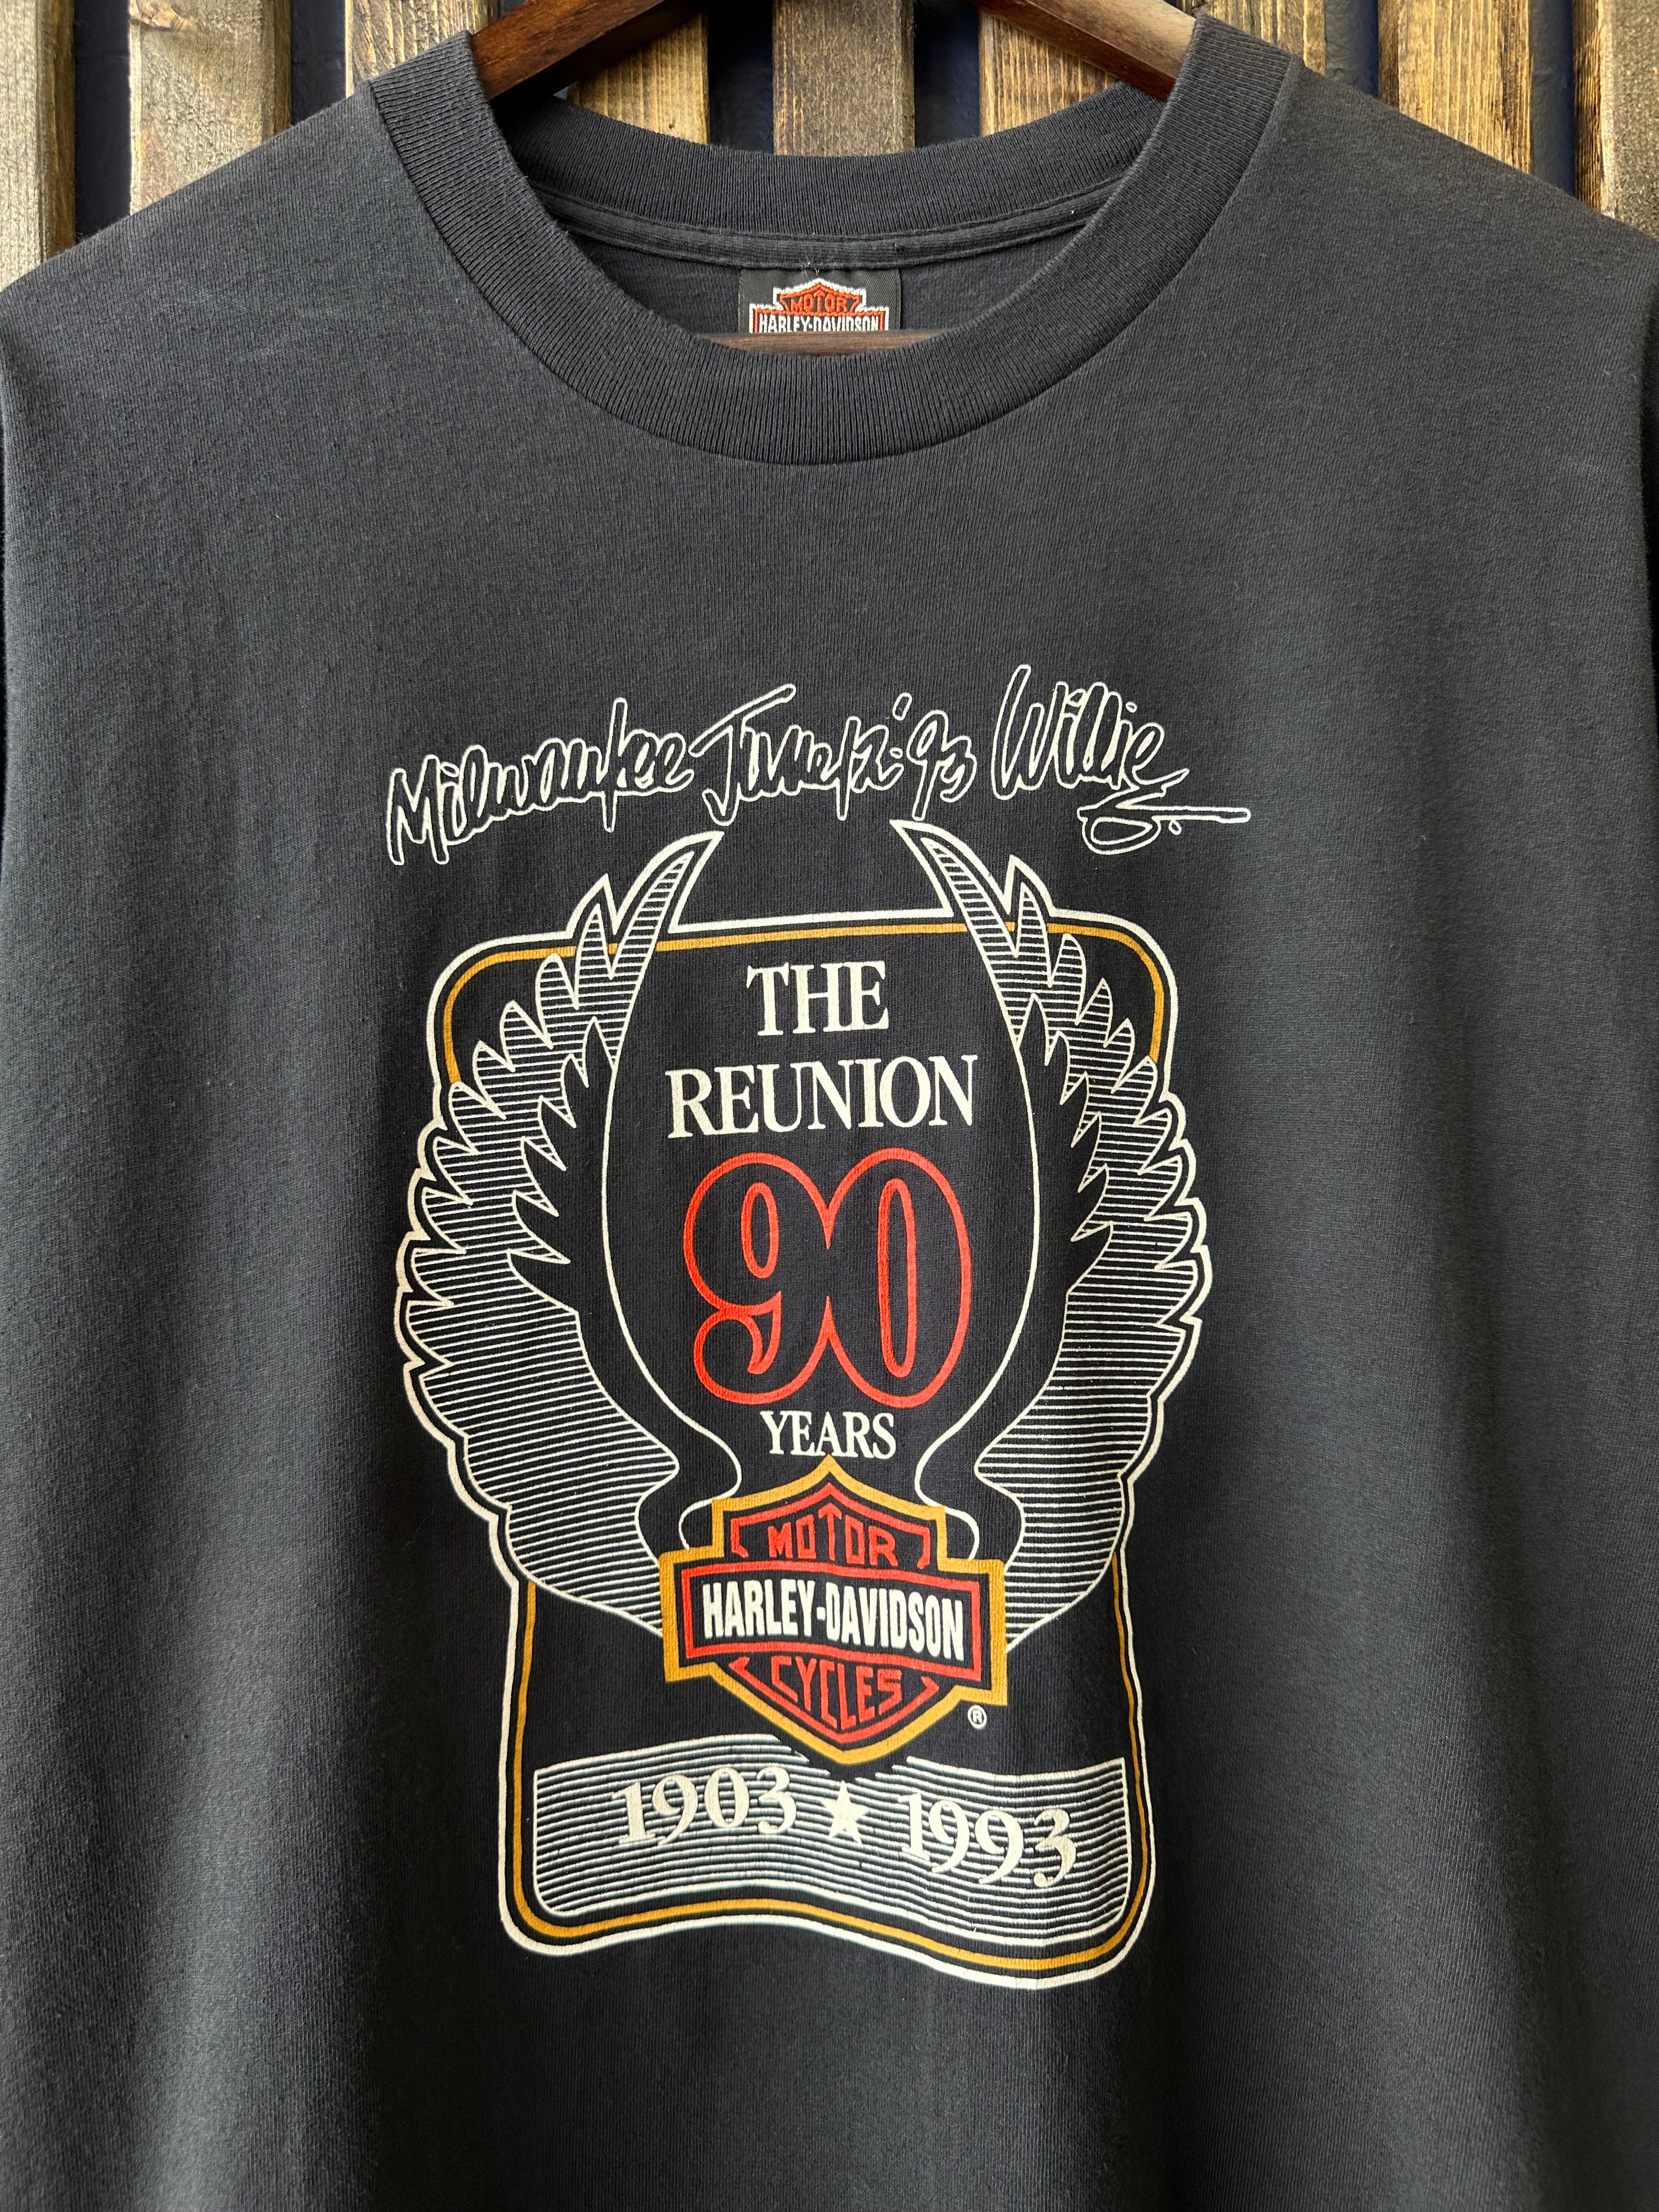 MOTOR
HARLEY-DAVIDSON
Milwaukee June 12 '93 Willie G.
THE
REUNION
90
YEARS
MOTOR
HARLEY-DAVIDSON
CYCLES
®
1903 ★ 1993